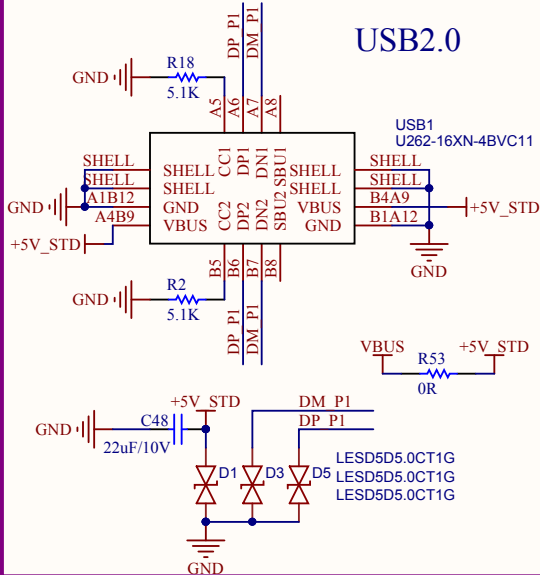 DP_P1
DM_P1
USB2.0
R18
GND
5.1K
A5
A6
A7
A8
USB1
U262-16XN-4BVC11
SHELL
SHELL
CC1
DP1
DN1
SBU1
SHELL
SHELL
SHELL
SHELL
SHELL
SHELL
GND
A1B12
GND
VBUS
B4A9
+5V_STD
A4B9
VBUS
CC2
DP2
DN2
SBU2
GND
B1A12
+5V_STD
GND
B5
B6
B7
B8
R2
GND
5.1K
DP_P1
DM_P1
VBUS
+5V_STD
R53
0R
+5V_STD
DM_P1
C48
GND
DP_P1
22uF/10V
D1
D3
D5
LESD5D5.0CT1G
LESD5D5.0CT1G
LESD5D5.0CT1G
GND